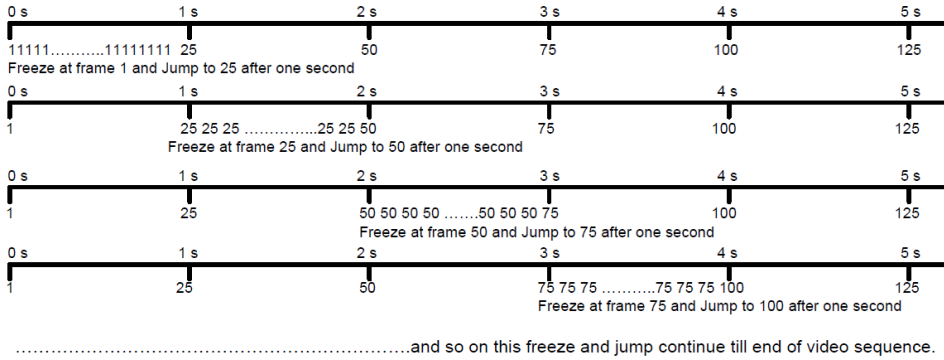 0 s 1 s 2 s 3 s 4 s 5 s
11111............11111111 25 50 75 100 125
Freeze at frame 1 and Jump to 25 after one second
0 s 1 s 2 s 3 s 4 s 5 s
1 25 25 25 ..............25 25 50 75 100 125
Freeze at frame 25 and Jump to 50 after one second
0 s 1 s 2 s 3 s 4 s 5 s
1 25 50 50 50 50 .......50 50 50 75 100 125
Freeze at frame 50 and Jump to 75 after one second
0 s 1 s 2 s 3 s 4 s 5 s
1 25 50 75 75 75 ...........75 75 75 100 125
Freeze at frame 75 and Jump to 100 after one second
......................................................................and so on this freeze and jump continue till end of video sequence.